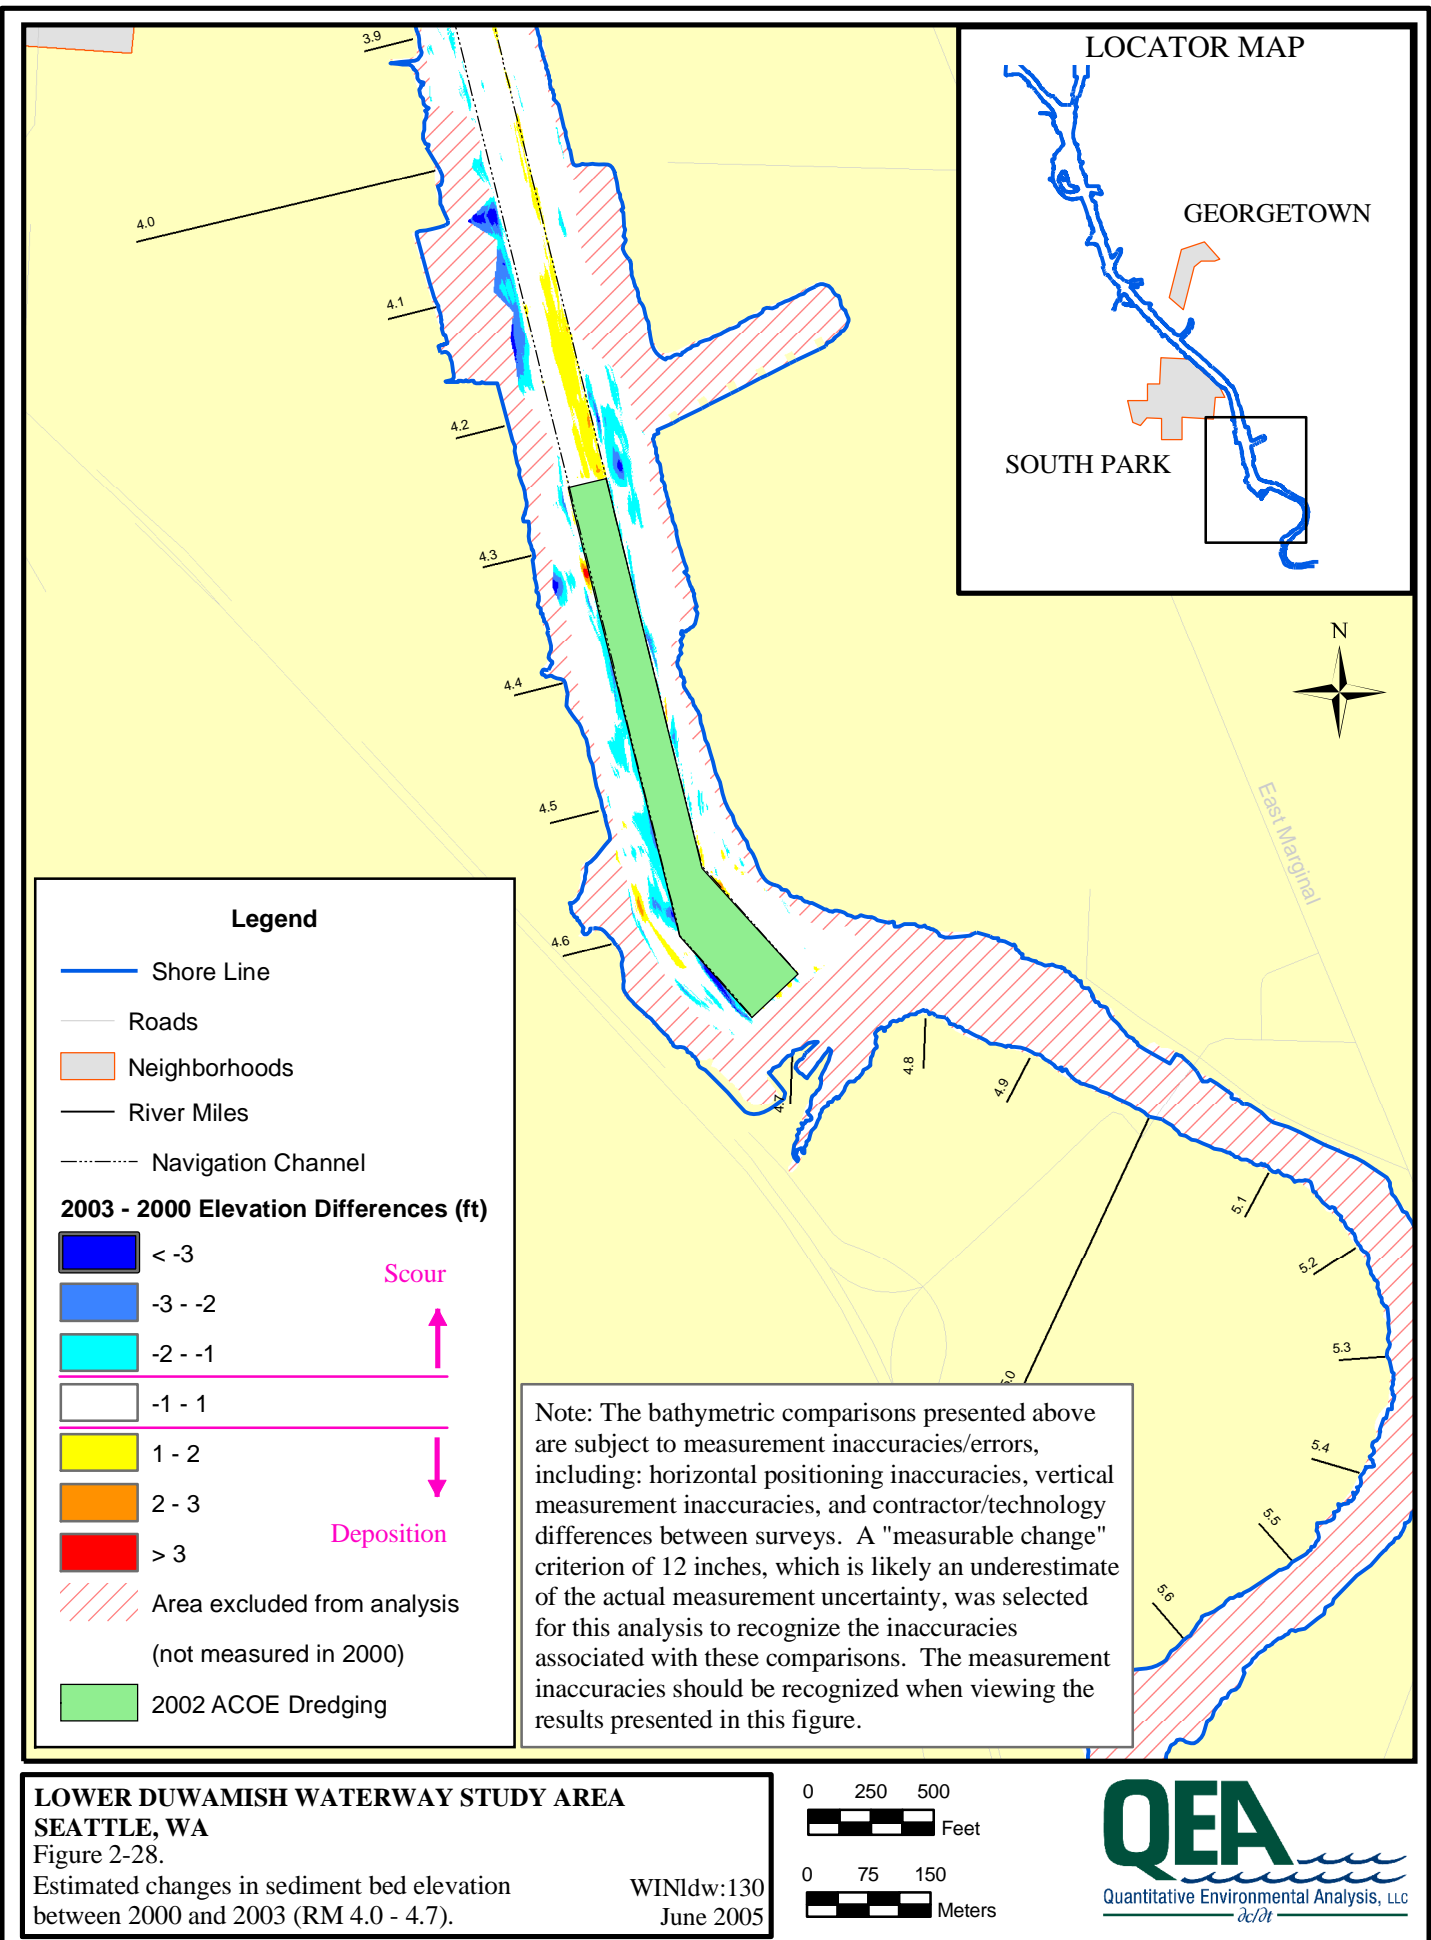 LOCATOR MAP
GEORGETOWN
SOUTH PARK
N
East Marginal
3.9
4.0
4.1
4.2
4.3
4.4
4.5
4.6
4.7
4.8
4.9
5.0
5.1
5.2
5.3
5.4
5.5
5.6
Legend
Shore Line
Roads
Neighborhoods
River Miles
Navigation Channel
2003 - 2000 Elevation Differences (ft)
< -3
Scour
-3 - -2
-2 - -1
-1 - 1
1 - 2
2 - 3
Deposition
> 3
Area excluded from analysis
(not measured in 2000)
2002 ACOE Dredging
Note: The bathymetric comparisons presented above
are subject to measurement inaccuracies/errors,
including: horizontal positioning inaccuracies, vertical
measurement inaccuracies, and contractor/technology
differences between surveys.  A "measurable change"
criterion of 12 inches, which is likely an underestimate
of the actual measurement uncertainty, was selected
for this analysis to recognize the inaccuracies
associated with these comparisons.  The measurement
inaccuracies should be recognized when viewing the
results presented in this figure.
LOWER DUWAMISH WATERWAY STUDY AREA
SEATTLE, WA
Figure 2-28.
Estimated changes in sediment bed elevation
between 2000 and 2003 (RM 4.0 - 4.7).
WINldw:130
June 2005
0 250 500
Feet
0 75 150
Meters
QEA
Quantitative Environmental Analysis, LLC
∂c/∂t